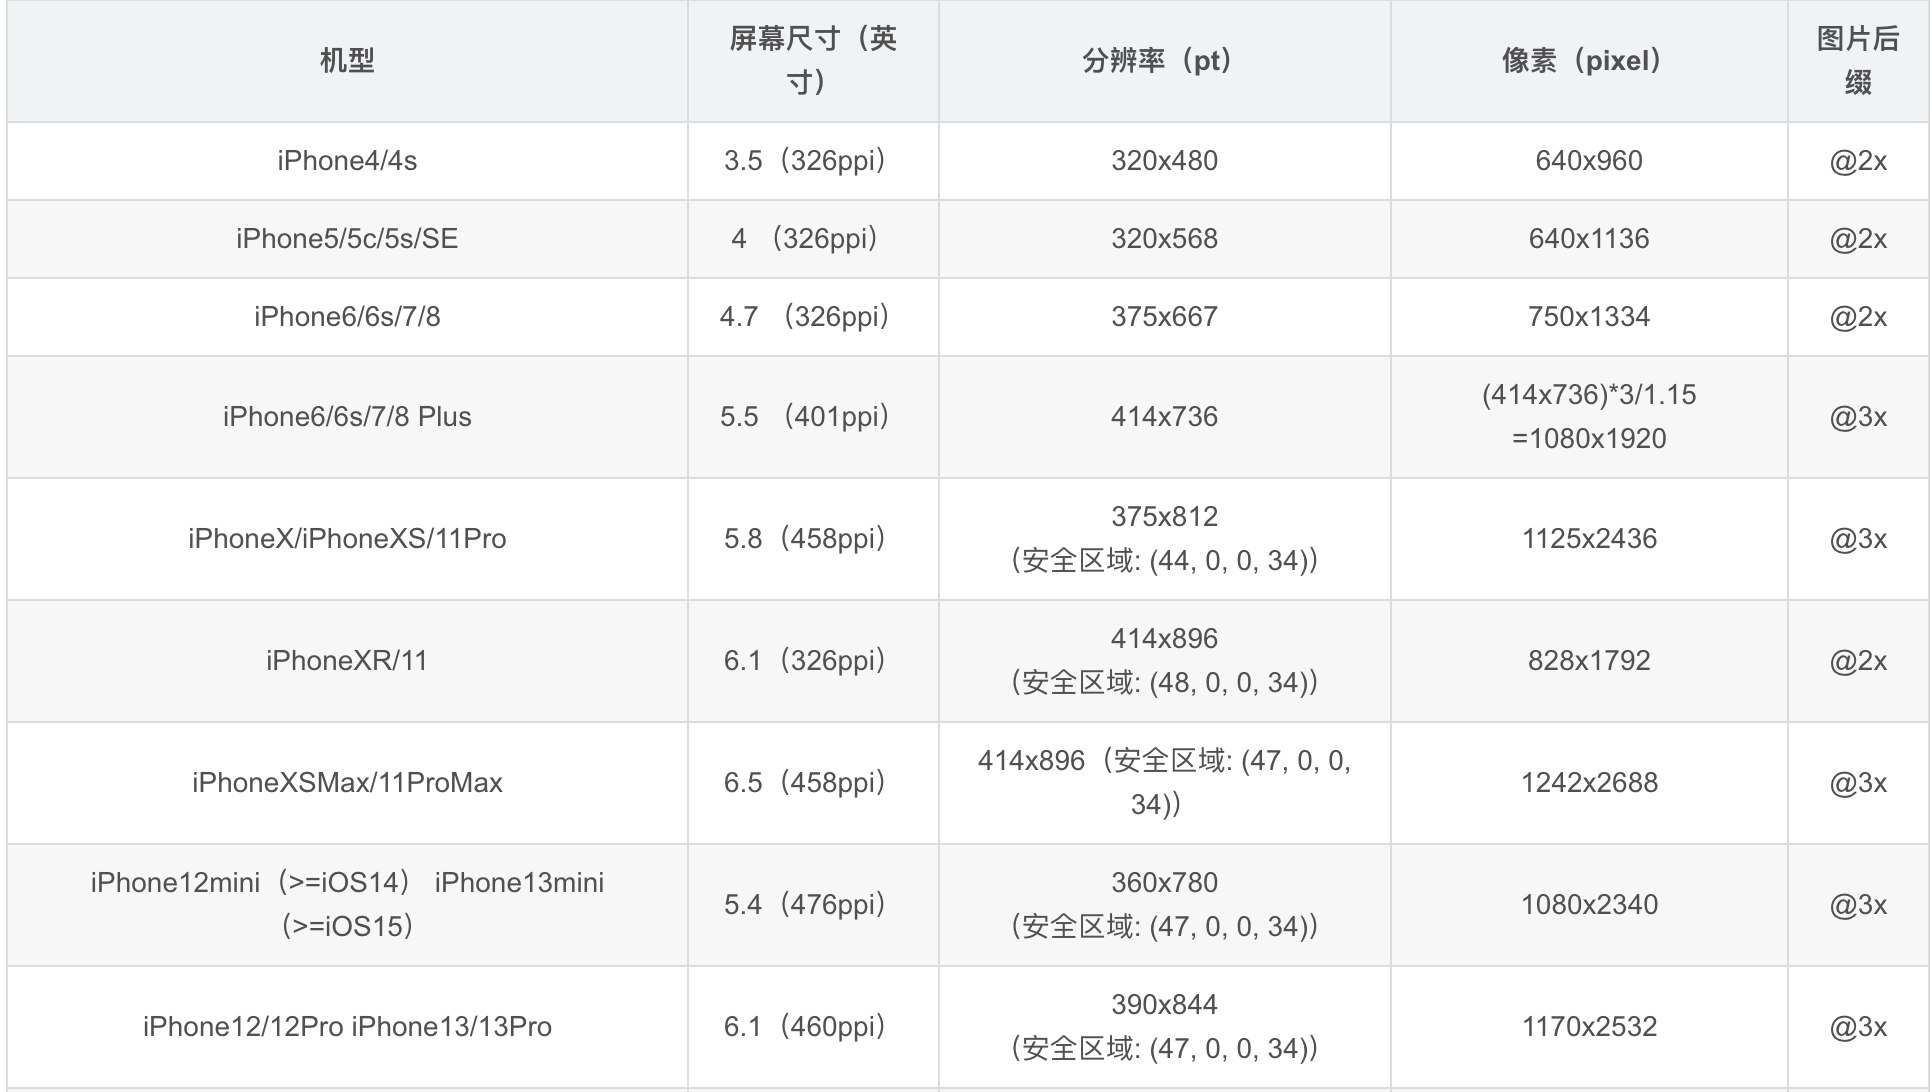 机型 屏幕尺寸（英寸） 分辨率（pt） 像素（pixel） 图片后缀
iPhone4/4s 3.5（326ppi） 320x480 640x960 @2x
iPhone5/5c/5s/SE 4 （326ppi） 320x568 640x1136 @2x
iPhone6/6s/7/8 4.7 （326ppi） 375x667 750x1334 @2x
iPhone6/6s/7/8 Plus 5.5 （401ppi） 414x736 (414x736)*3/1.15 =1080x1920 @3x
iPhoneX/iPhoneXS/11Pro 5.8（458ppi） 375x812 （安全区域: (44, 0, 0, 34)） 1125x2436 @3x
iPhoneXR/11 6.1（326ppi） 414x896 （安全区域: (48, 0, 0, 34)） 828x1792 @2x
iPhoneXSMax/11ProMax 6.5（458ppi） 414x896（安全区域: (47, 0, 0, 34)） 1242x2688 @3x
iPhone12mini（>=iOS14） iPhone13mini（>=iOS15） 5.4（476ppi） 360x780 （安全区域: (47, 0, 0, 34)） 1080x2340 @3x
iPhone12/12Pro iPhone13/13Pro 6.1（460ppi） 390x844 （安全区域: (47, 0, 0, 34)） 1170x2532 @3x